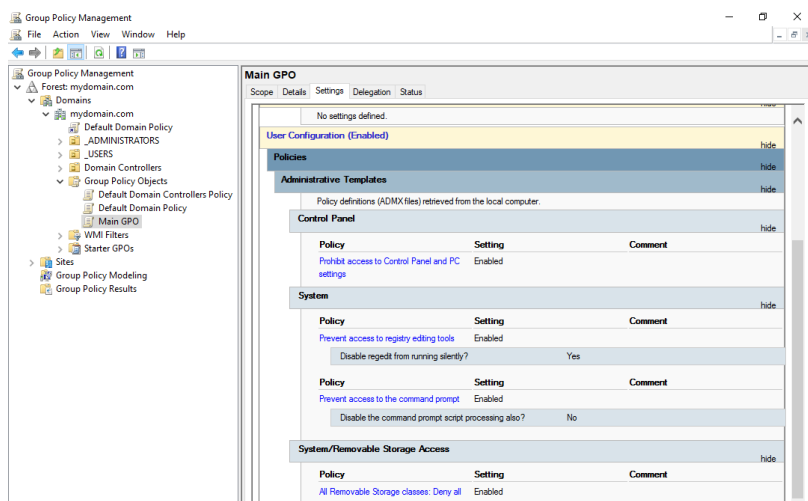 Group Policy Management
File Action View Window Help
Group Policy Management
Forest: mydomain.com
Domains
mydomain.com
Default Domain Policy
_ADMINISTRATORS
_USERS
Domain Controllers
Group Policy Objects
Default Domain Controllers Policy
Default Domain Policy
Main GPO
WMI Filters
Starter GPOs
Sites
Group Policy Modeling
Group Policy Results
Main GPO
Scope Details Settings Delegation Status
No settings defined.
User Configuration (Enabled)
hide
Policies
hide
Administrative Templates
hide
Policy definitions (ADMX files) retrieved from the local computer.
Control Panel
hide
Policy Setting Comment
Prohibit access to Control Panel and PC Enabled
settings
System
hide
Policy Setting Comment
Prevent access to registry editing tools Enabled
Disable regedit from running silently? Yes
Policy Setting Comment
Prevent access to the command prompt Enabled
Disable the command prompt script processing also? No
System/Removable Storage Access
hide
Policy Setting Comment
All Removable Storage classes: Deny all Enabled